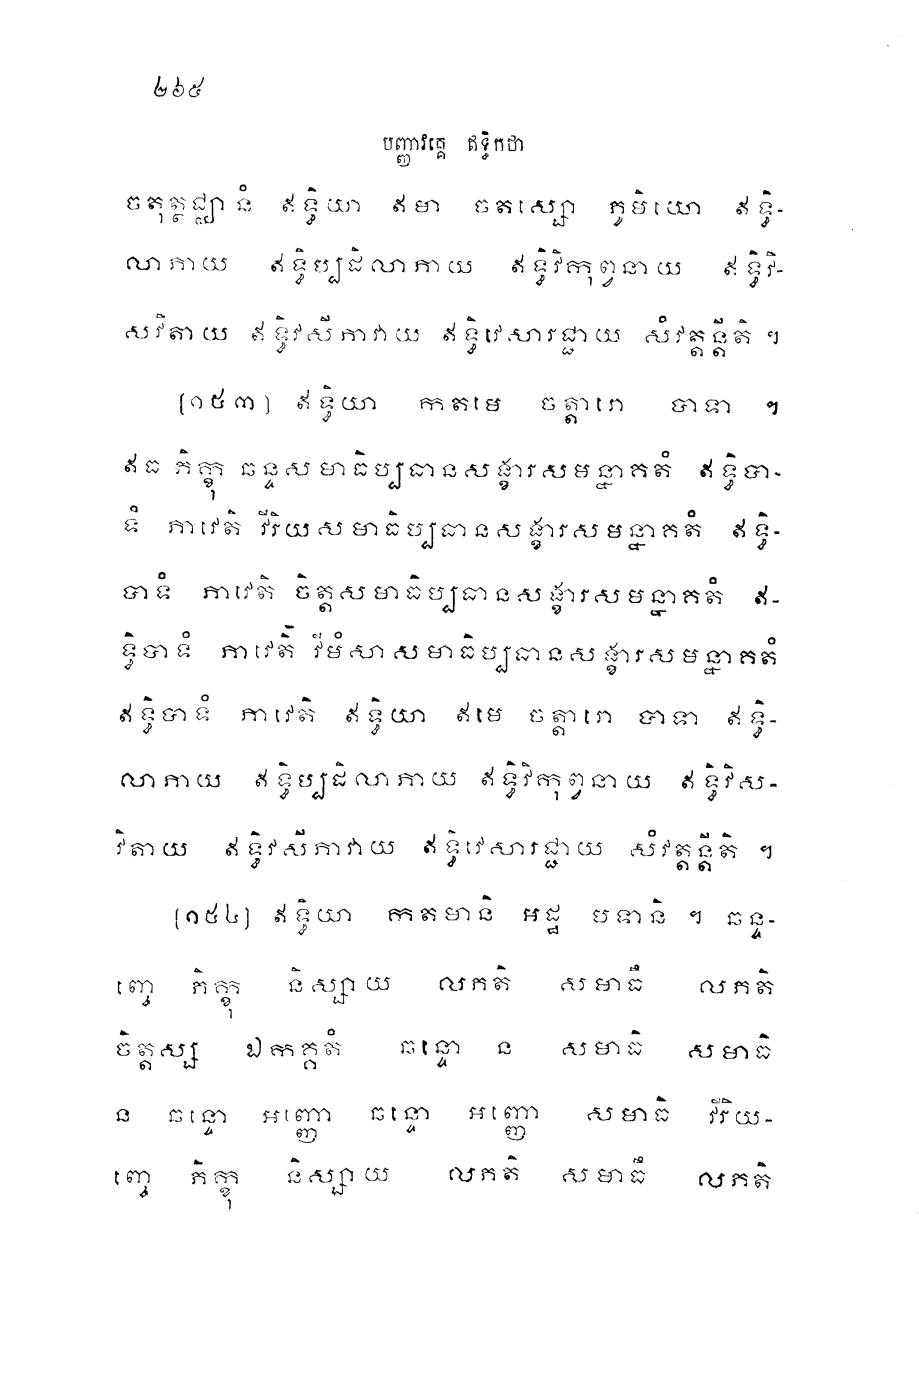 ២៦៥
បញ្ញាវគ្គេ ឥទ្ធិកថា
ចតុត្ថជ្ឈានំ ឥទ្ធិយា ឥមា ចតស្សោ ភូមិយោ ឥទ្ធិ-
លាភាយ ឥទ្ធិប្បដិលាភាយ ឥទ្ធិវិកុព្វនាយ ឥទ្ធិវិ-
សវិតាយ ឥទ្ធិវសីភាវាយ ឥទ្ធិវេសារជ្ជាយ សំវត្តន្តីតិ ។
[១៥៣] ឥទ្ធិយា កតមេ ចត្តារោ បាទា ។
ឥធ ភិក្ខុ ឆន្ទសមាធិប្បធានសង្ខារសមន្នាគតំ ឥទ្ធិបា-
ទំ ភាវេតិ វីរិយសមាធិប្បធានសង្ខារសមន្នាគតំ ឥទ្ធិ-
បាទំ ភាវេតិ ចិត្តសមាធិប្បធានសង្ខារសមន្នាគតំ ឥ-
ទ្ធិបាទំ ភាវេតិ វីមំសាសមាធិប្បធានសង្ខារសមន្នាគតំ
ឥទ្ធិបាទំ ភាវេតិ ឥទ្ធិយា ឥមេ ចត្តារោ បាទា ឥទ្ធិ-
លាភាយ ឥទ្ធិប្បដិលាភាយ ឥទ្ធិវិកុព្វនាយ ឥទ្ធិវិស-
វិតាយ ឥទ្ធិវសីភាវាយ ឥទ្ធិវេសារជ្ជាយ សំវត្តន្តីតិ ។
[១៥៤] ឥទ្ធិយា កតមានិ អដ្ឋ បទានិ ។ ឆន្ទ-
ញ្ចេ ភិក្ខុ និស្សាយ លភតិ សមាធឹ លភតិ
ចិត្តស្ស ឯកគ្គតំ ឆន្ទោ ន សមាធិ សមាធិ
ន ឆន្ទោ អញ្ញោ ឆន្ទោ អញ្ញោ សមាធិ វីរិយ-
ញ្ចេ ភិក្ខុ និស្សាយ លភតិ សមាធឹ លភតិ